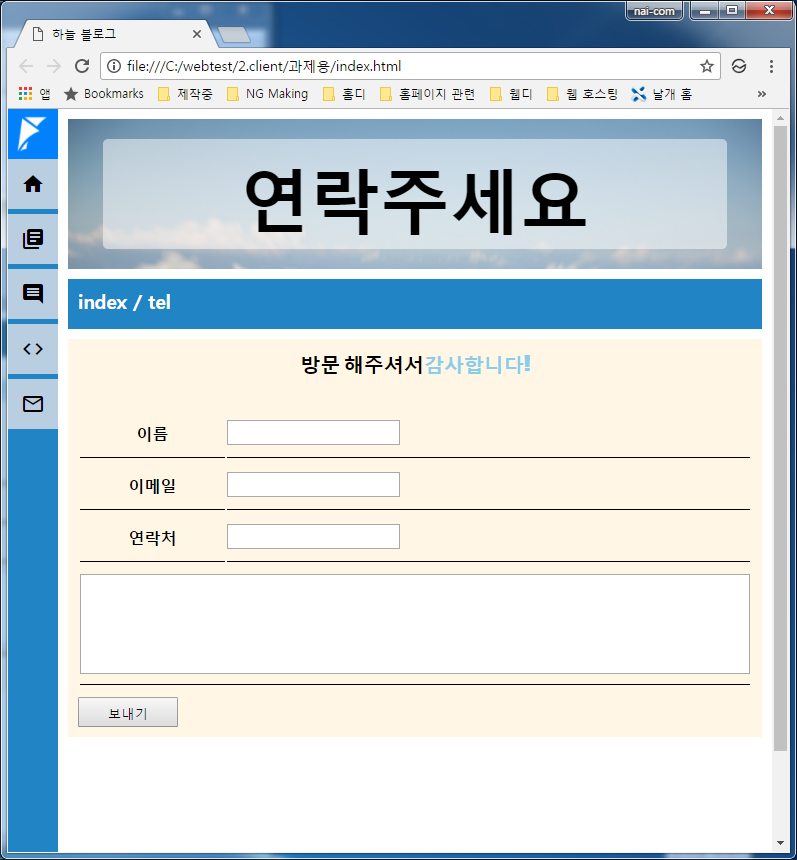 nai-com
하늘 블로그
file:///C:/webtest/2.client/과제용/index.html
앱 Bookmarks 제작중 NG Making 홈디 홈페이지 관련 웹디 웹 호스팅 날개 홈 »
연락주세요
index / tel
방문 해주셔서감사합니다!
이름
이메일
연락처
보내기